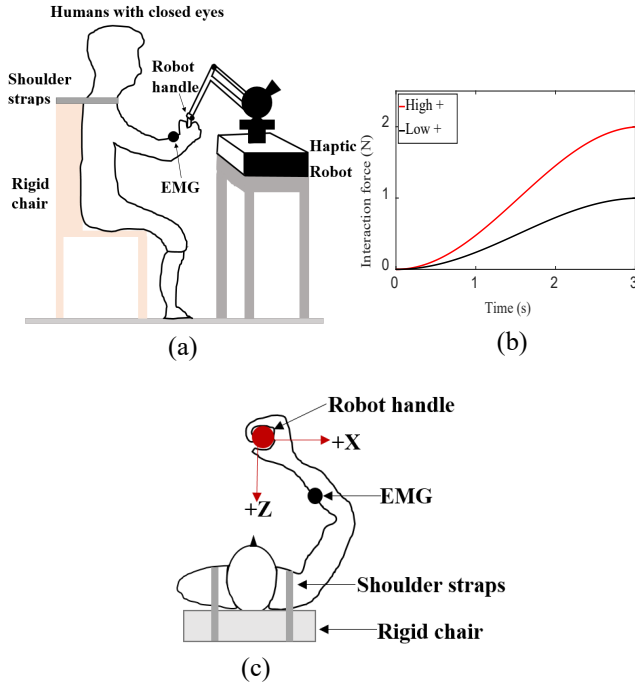 Humans with closed eyes
Shoulder
straps
Robot
handle
EMG
Haptic
Robot
Rigid
chair
(a)
High +
Low +
Interaction force (N)
2
1
0
0
1
2
3
Time (s)
(b)
Robot handle
+X
EMG
+Z
Shoulder straps
Rigid chair
(c)